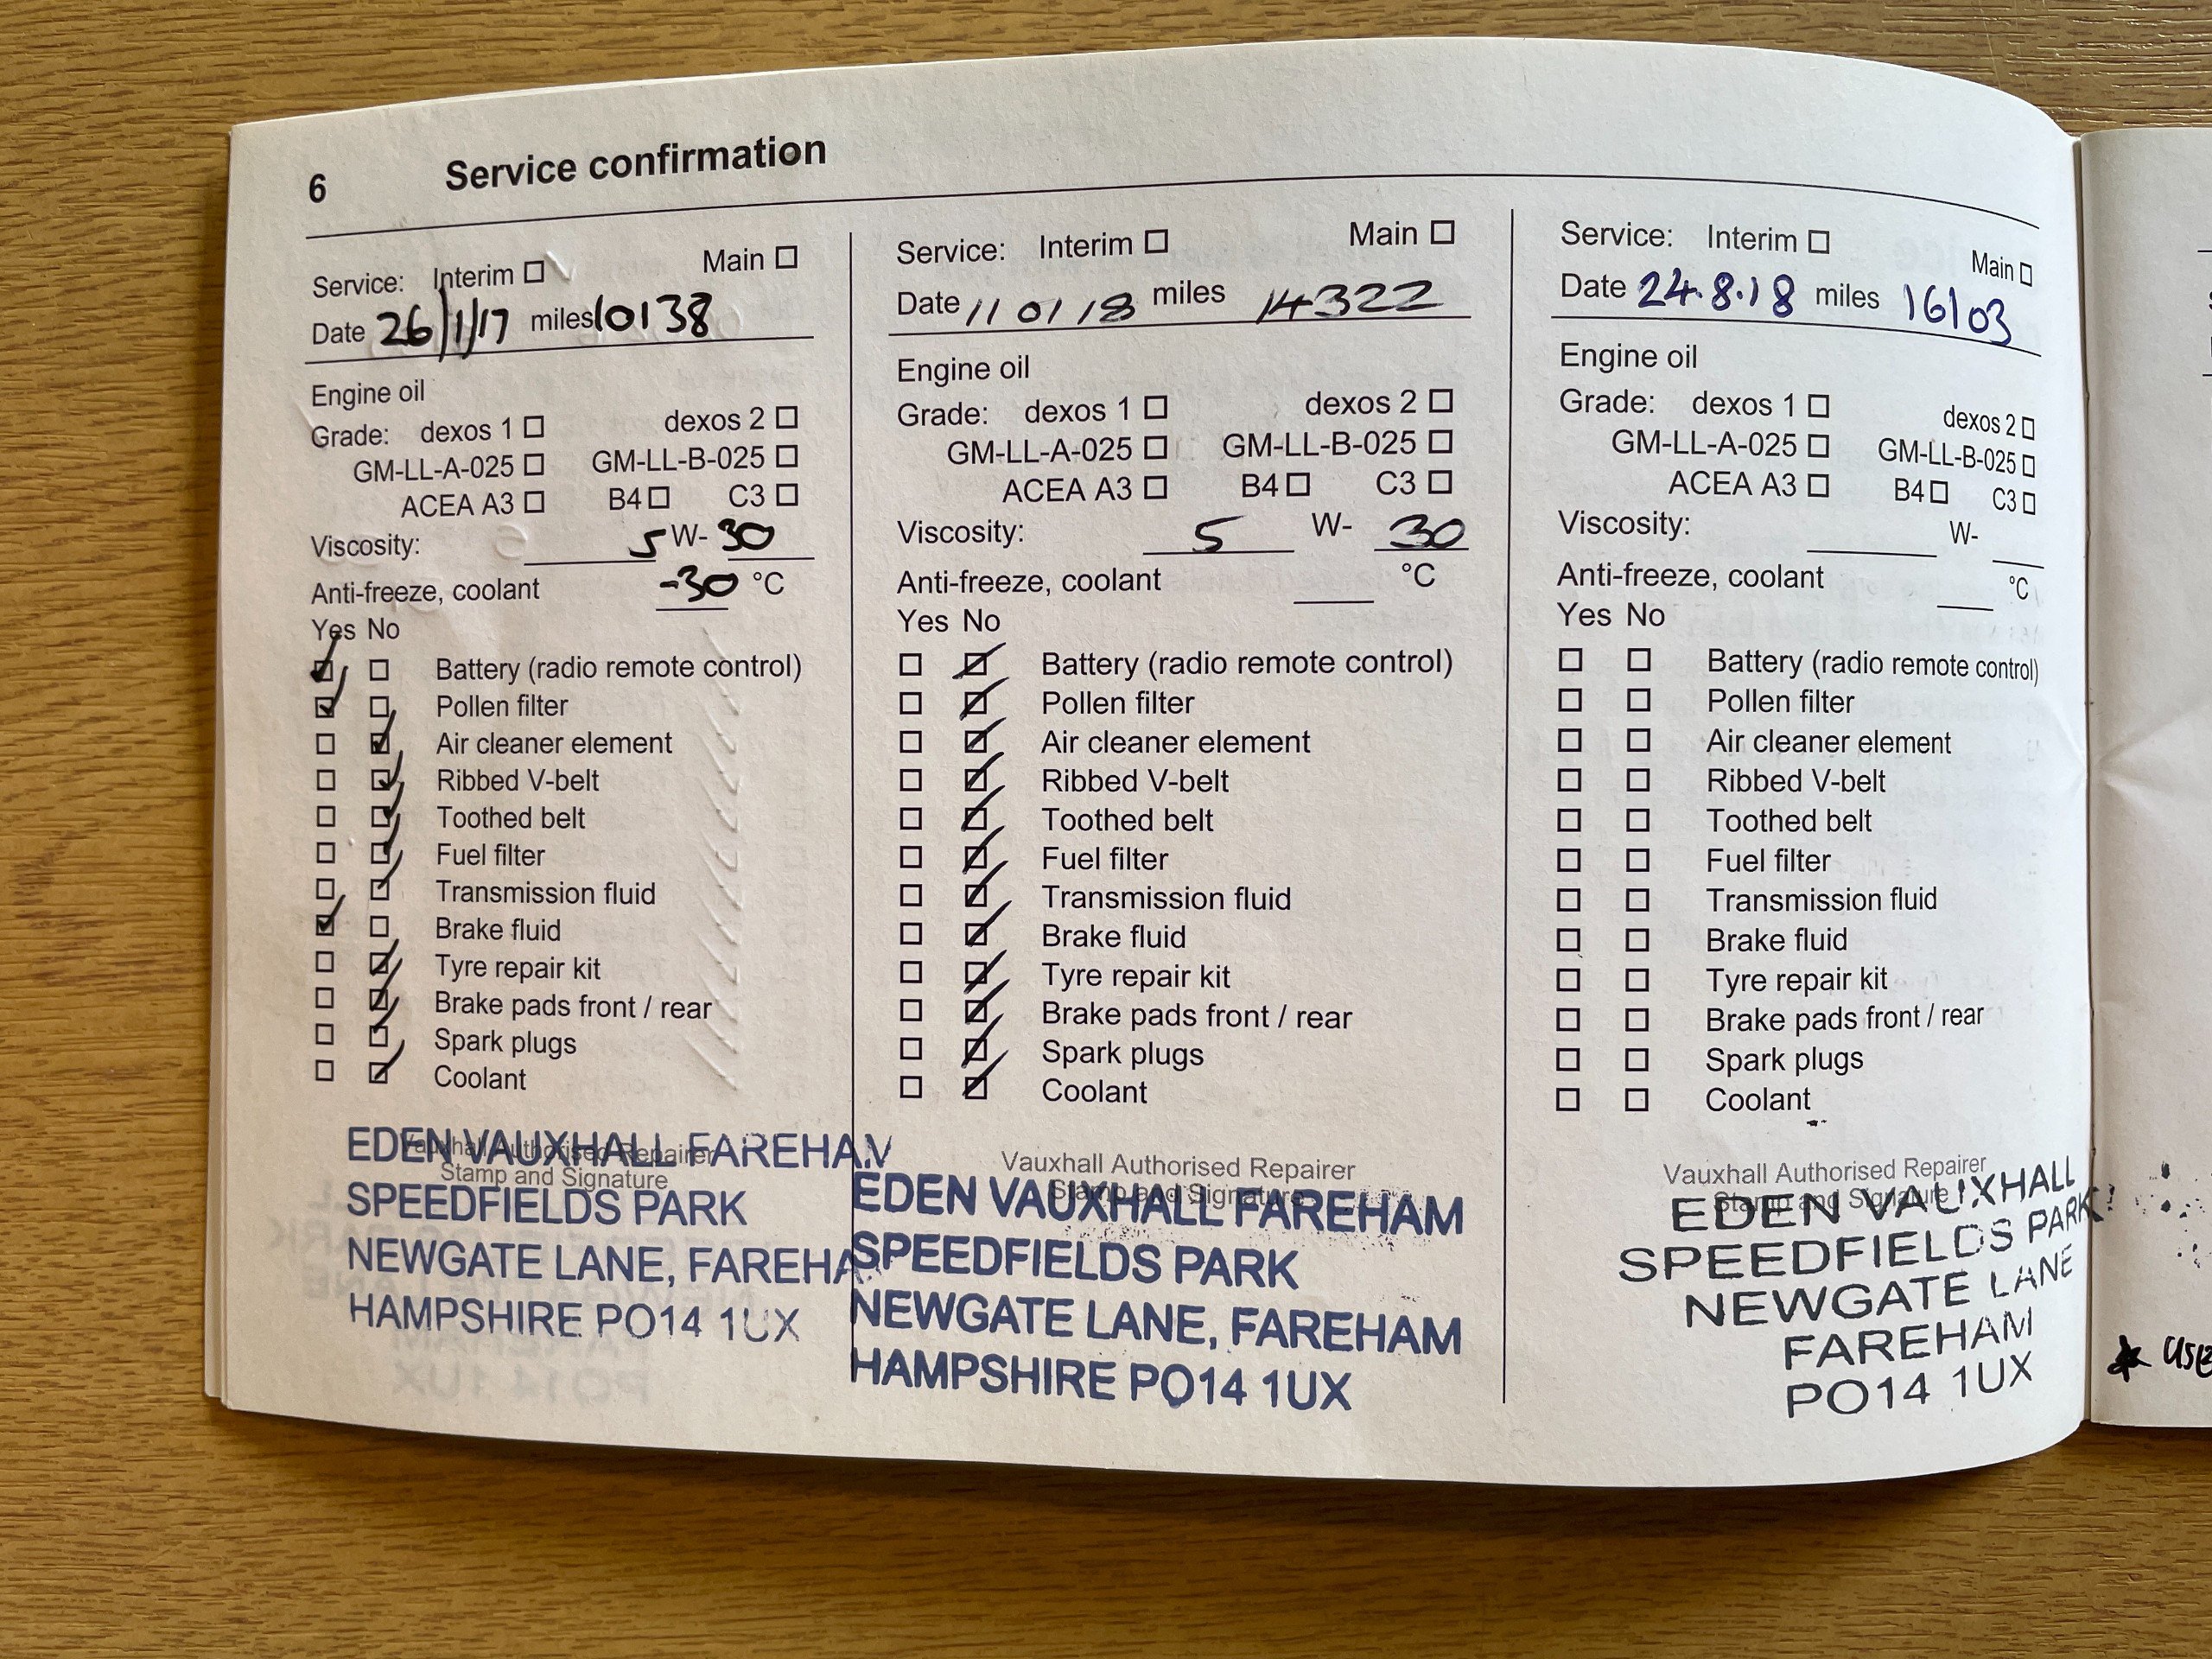 6 Service confirmation
Service: Interim Main
Date 26/1/17 miles 10138
Engine oil
Grade: dexos 1 dexos 2
GM-LL-A-025 GM-LL-B-025
ACEA A3 B4 C3
Viscosity: 5 W- 30
Anti-freeze, coolant -30 °C
Yes No
Battery (radio remote control)
Pollen filter
Air cleaner element
Ribbed V-belt
Toothed belt
Fuel filter
Transmission fluid
Brake fluid
Tyre repair kit
Brake pads front / rear
Spark plugs
Coolant
Vauxhall Authorised Repairer
Stamp and Signature
EDEN VAUXHALL FAREHAM
SPEEDFIELDS PARK
NEWGATE LANE, FAREHA
HAMPSHIRE PO14 1UX
Service: Interim Main
Date 11 01 18 miles 14322
Engine oil
Grade: dexos 1 dexos 2
GM-LL-A-025 GM-LL-B-025
ACEA A3 B4 C3
Viscosity: 5 W- 30
Anti-freeze, coolant °C
Yes No
Battery (radio remote control)
Pollen filter
Air cleaner element
Ribbed V-belt
Toothed belt
Fuel filter
Transmission fluid
Brake fluid
Tyre repair kit
Brake pads front / rear
Spark plugs
Coolant
Vauxhall Authorised Repairer
Stamp and Signature
EDEN VAUXHALL FAREHAM
SPEEDFIELDS PARK
NEWGATE LANE, FAREHAM
HAMPSHIRE PO14 1UX
Service: Interim Main
Date 24.8.18 miles 16103
Engine oil
Grade: dexos 1 dexos 2
GM-LL-A-025 GM-LL-B-025
ACEA A3 B4 C3
Viscosity: W-
Anti-freeze, coolant °C
Yes No
Battery (radio remote control)
Pollen filter
Air cleaner element
Ribbed V-belt
Toothed belt
Fuel filter
Transmission fluid
Brake fluid
Tyre repair kit
Brake pads front / rear
Spark plugs
Coolant
Vauxhall Authorised Repairer
Stamp and Signature
EDEN VAUXHALL
SPEEDFIELDS PARK
NEWGATE LANE
FAREHAM
PO14 1UX